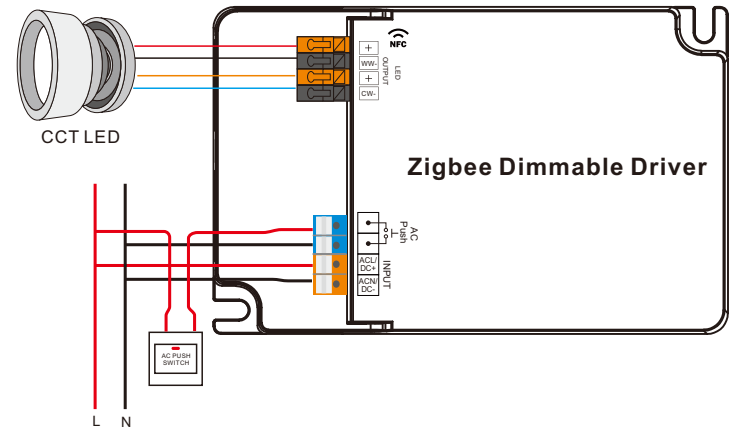 NFC
+
WW-
+
CW-
LED
OUTPUT
CCT LED
Zigbee Dimmable Driver
AC
Push
ACL/
DC+
ACN/
DC-
INPUT
AC PUSH
SWITCH
L
N